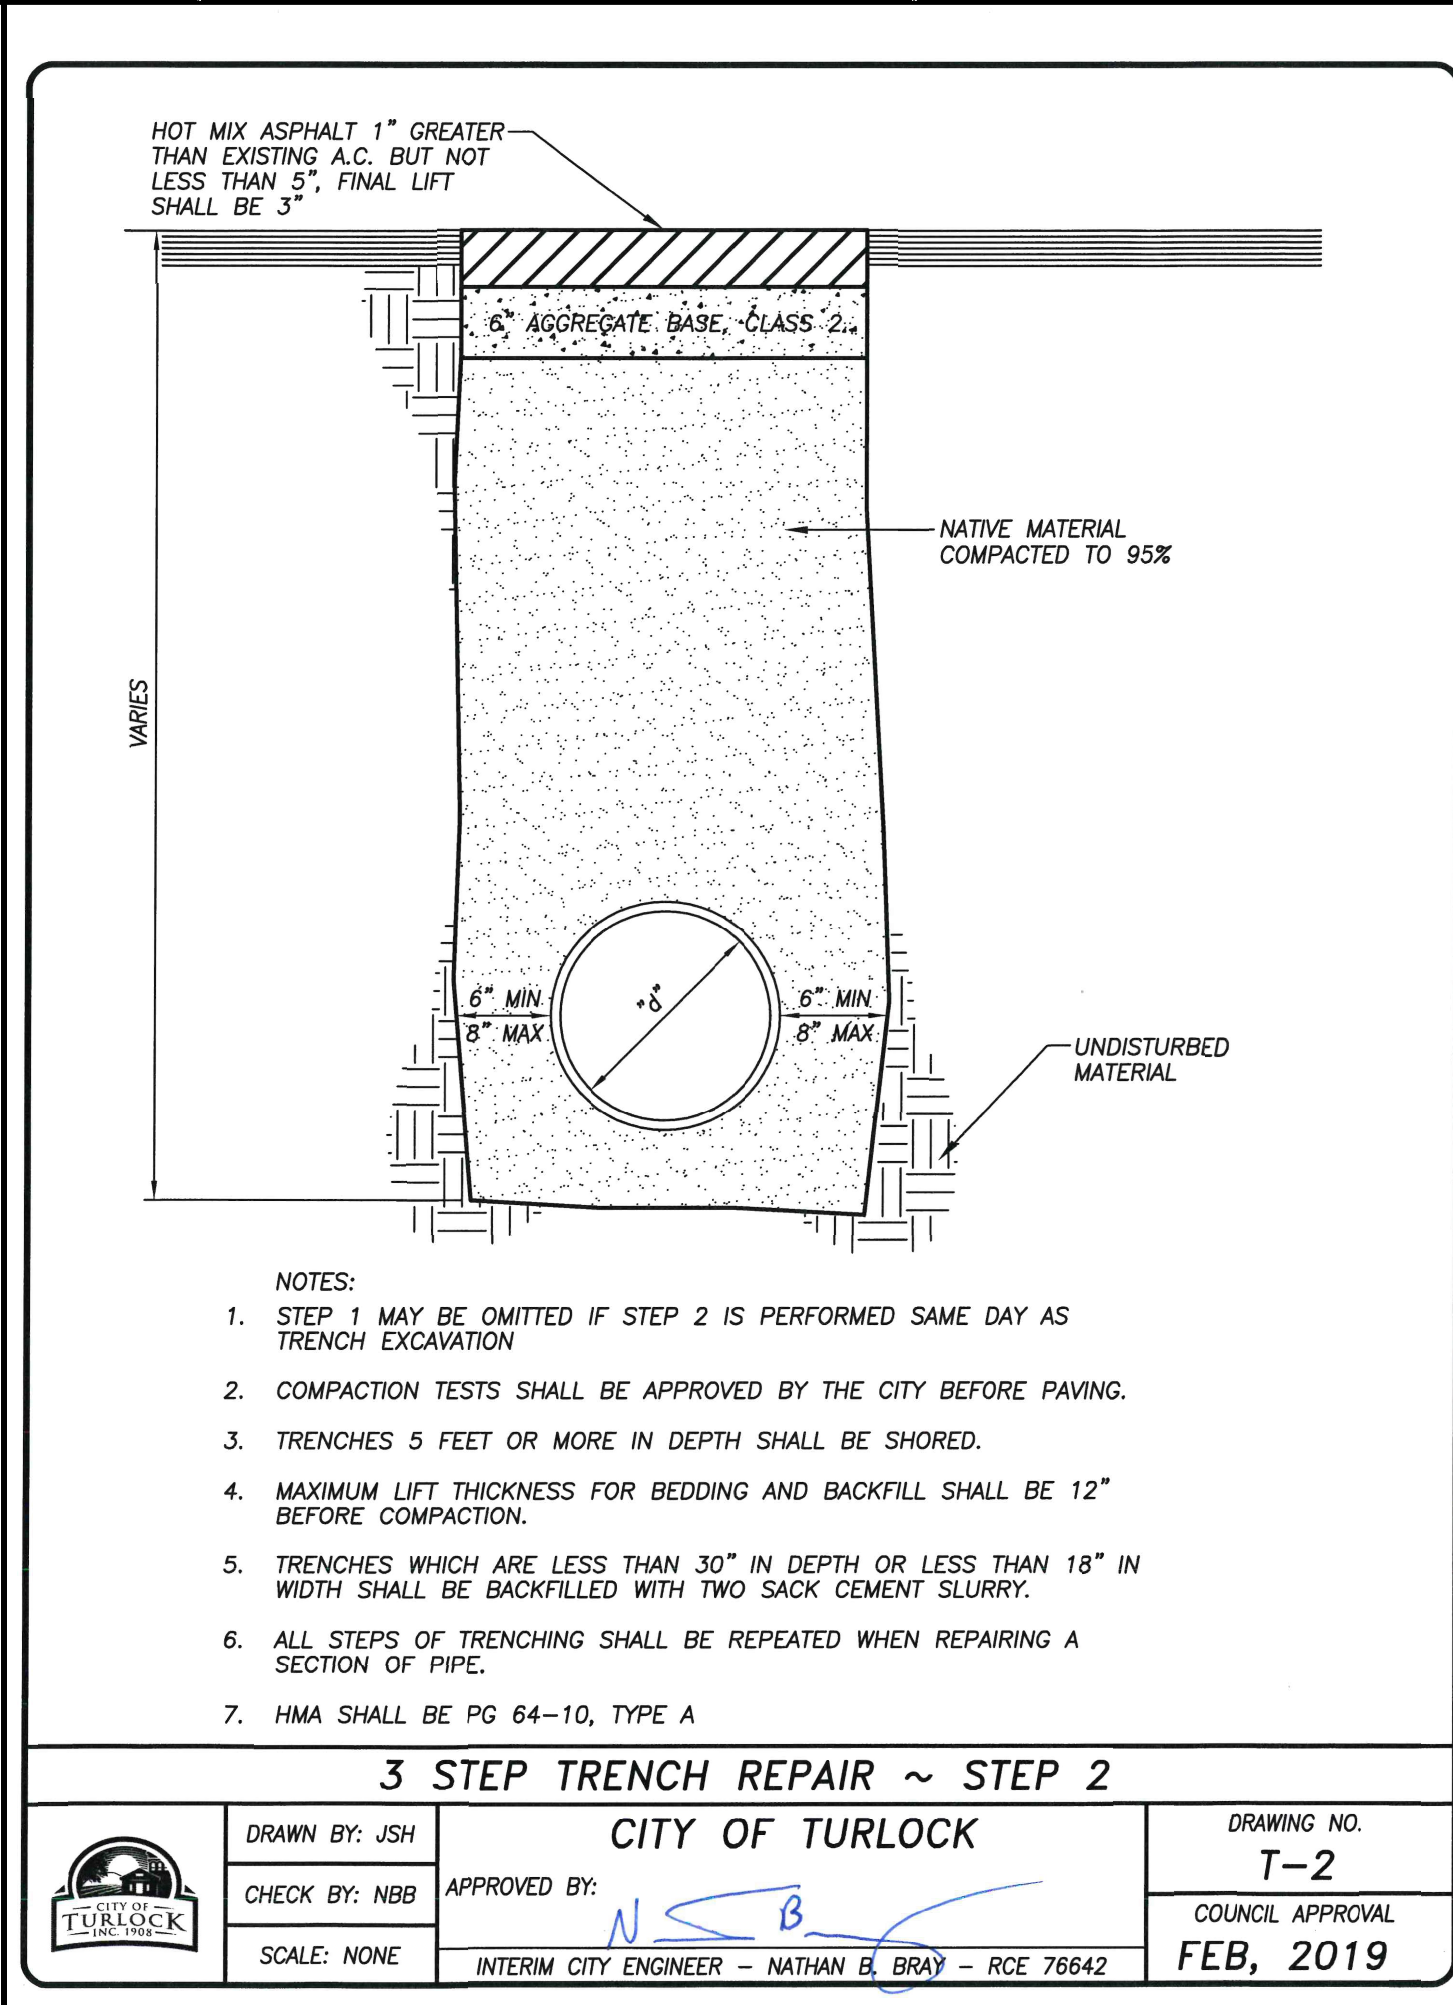 HOT MIX ASPHALT 1" GREATER
THAN EXISTING A.C. BUT NOT
LESS THAN 5", FINAL LIFT
SHALL BE 3"
6" AGGREGATE BASE, CLASS 2
NATIVE MATERIAL
COMPACTED TO 95%
VARIES
6" MIN
8" MAX
"d"
6" MIN
8" MAX
UNDISTURBED
MATERIAL
NOTES:
1. STEP 1 MAY BE OMITTED IF STEP 2 IS PERFORMED SAME DAY AS
TRENCH EXCAVATION
2. COMPACTION TESTS SHALL BE APPROVED BY THE CITY BEFORE PAVING.
3. TRENCHES 5 FEET OR MORE IN DEPTH SHALL BE SHORED.
4. MAXIMUM LIFT THICKNESS FOR BEDDING AND BACKFILL SHALL BE 12"
BEFORE COMPACTION.
5. TRENCHES WHICH ARE LESS THAN 30" IN DEPTH OR LESS THAN 18" IN
WIDTH SHALL BE BACKFILLED WITH TWO SACK CEMENT SLURRY.
6. ALL STEPS OF TRENCHING SHALL BE REPEATED WHEN REPAIRING A
SECTION OF PIPE.
7. HMA SHALL BE PG 64-10, TYPE A
3 STEP TRENCH REPAIR ~ STEP 2
CITY OF
TURLOCK
INC. 1908
DRAWN BY: JSH
CHECK BY: NBB
SCALE: NONE
CITY OF TURLOCK
APPROVED BY:
N B
INTERIM CITY ENGINEER - NATHAN B. BRAY - RCE 76642
DRAWING NO.
T-2
COUNCIL APPROVAL
FEB, 2019